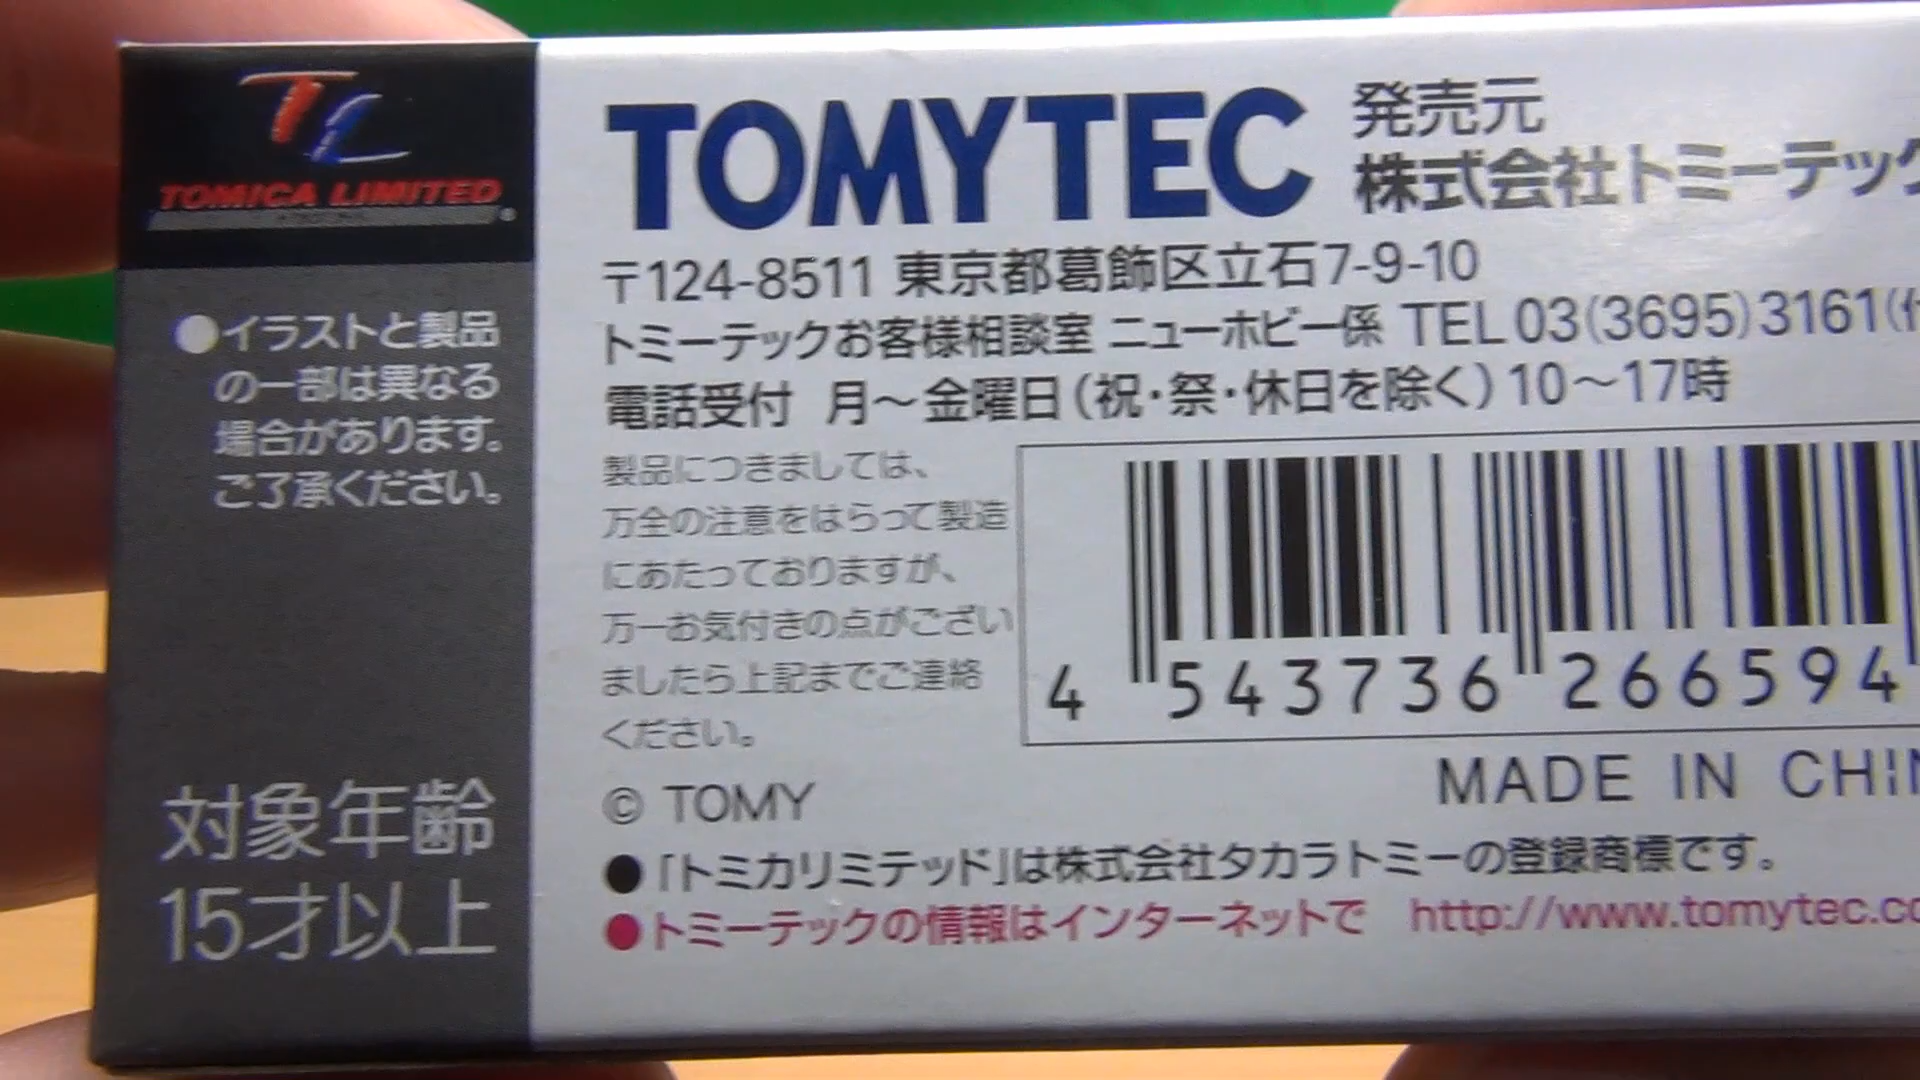 TL
TOMICA LIMITED
●イラストと製品
の一部は異なる
場合があります。
ご了承ください。
対象年齢
15才以上
TOMYTEC
発売元
株式会社トミーテック
〒124-8511 東京都葛飾区立石7-9-10
トミーテックお客様相談室 ニューホビー係 TEL 03(3695)3161(
電話受付 月〜金曜日(祝・祭・休日を除く)10〜17時
製品につきましては、
万全の注意をはらって製造
にあたっておりますが、
万一お気付きの点がござい
ましたら上記までご連絡
ください。
4 543736 266594
MADE IN CHIN
© TOMY
●「トミカリミテッド」は株式会社タカラトミーの登録商標です。
●トミーテックの情報はインターネットで http://www.tomytec.co